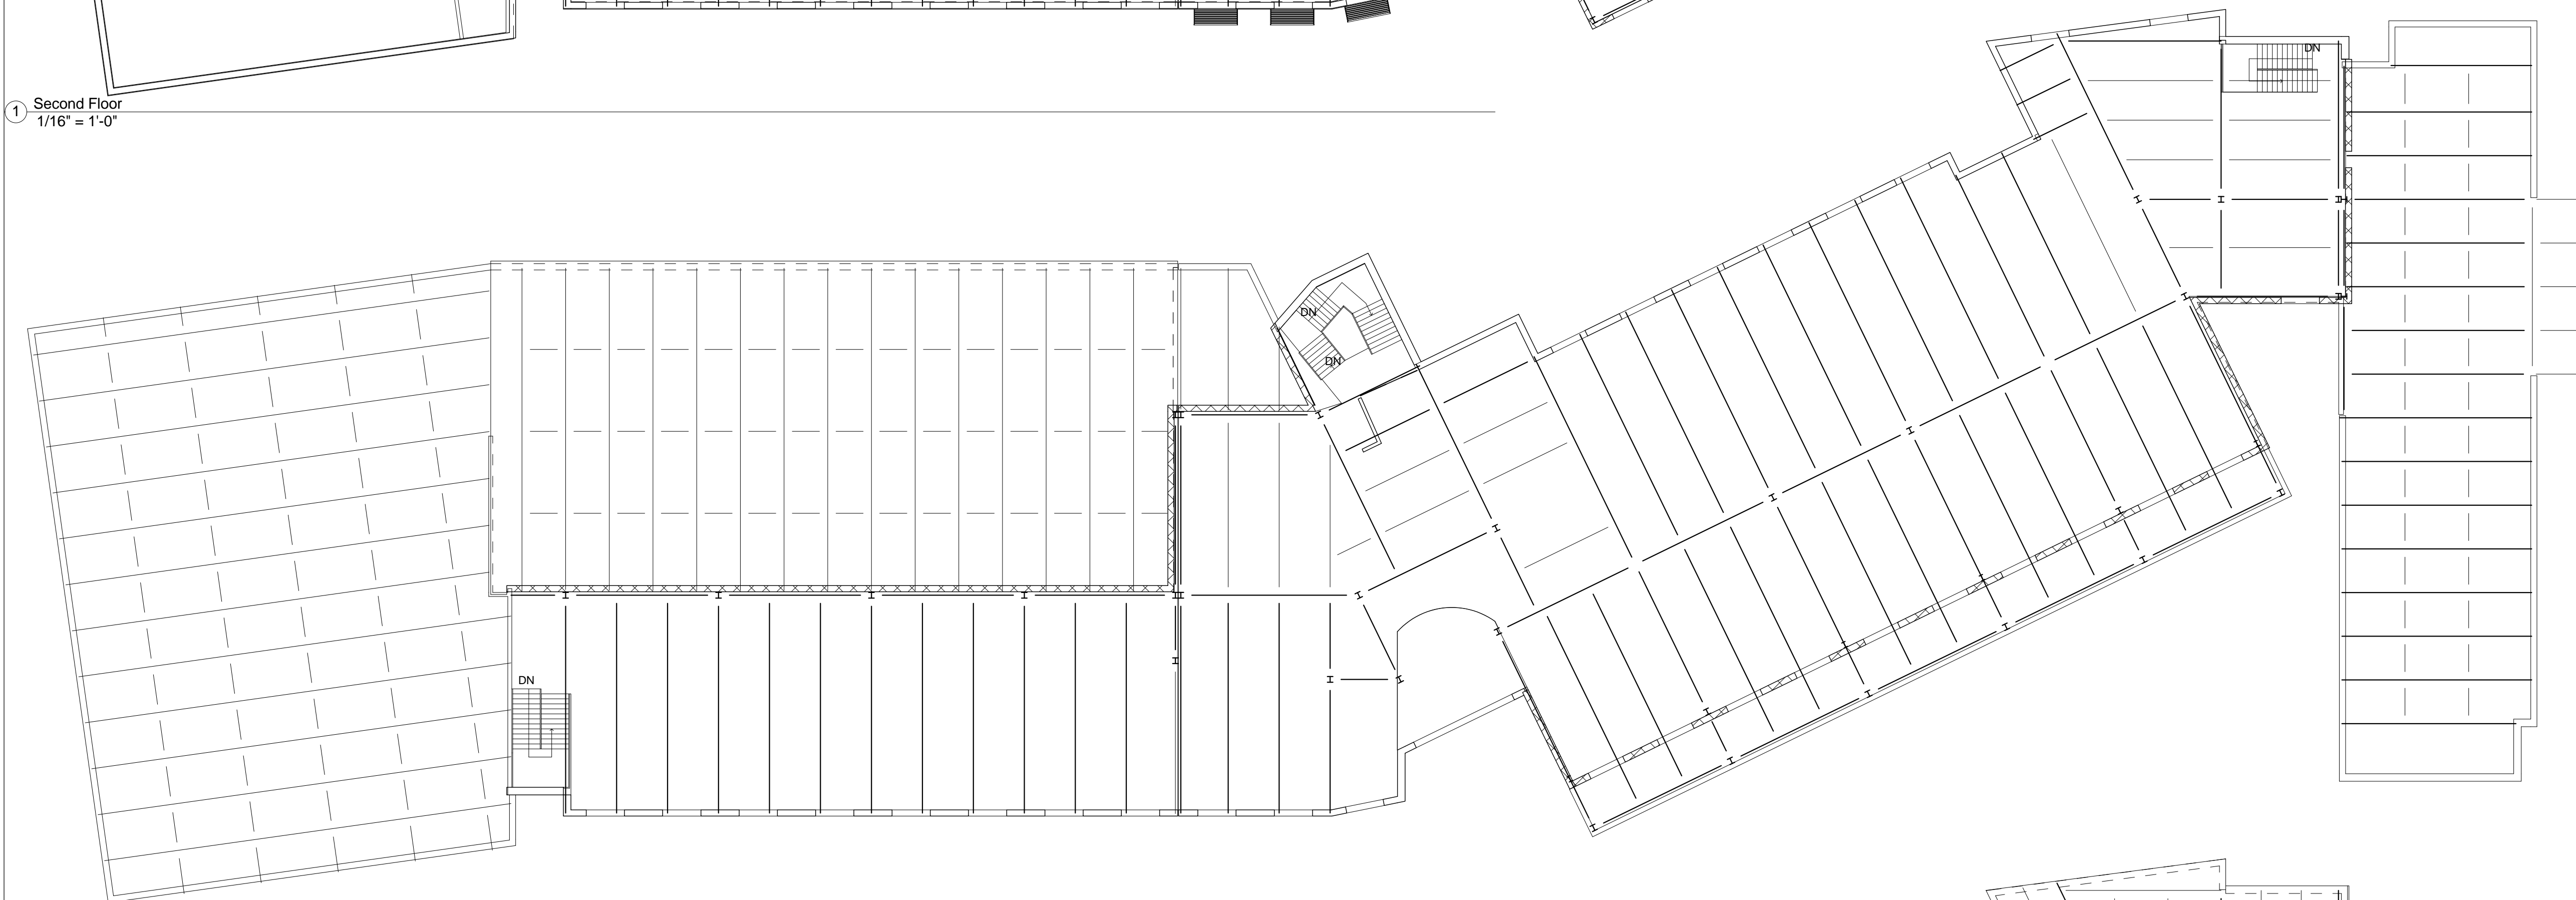 1
Second Floor
1/16" = 1'-0"
DN
DN
DN
DN